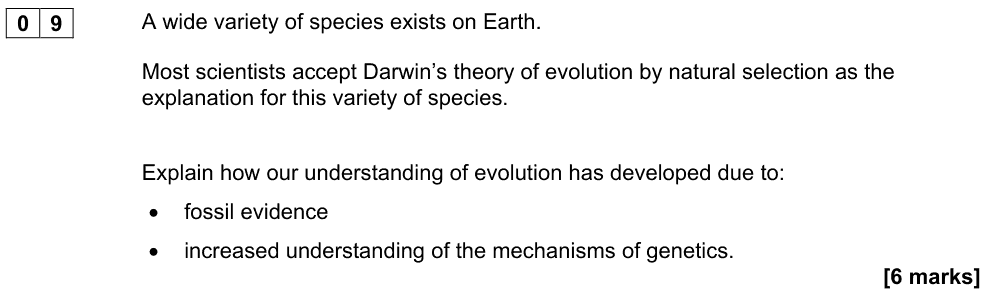 0 9 A wide variety of species exists on Earth.
Most scientists accept Darwin's theory of evolution by natural selection as the
explanation for this variety of species.
Explain how our understanding of evolution has developed due to:
• fossil evidence
• increased understanding of the mechanisms of genetics.
[6 marks]